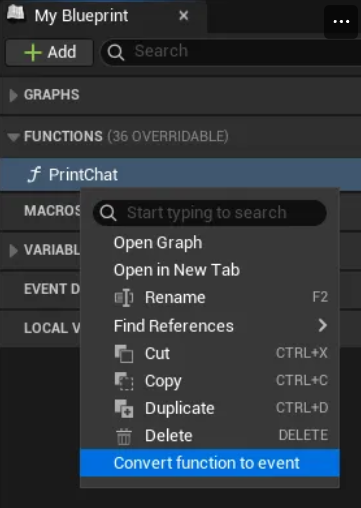 My Blueprint
+ Add
Search
GRAPHS
FUNCTIONS (36 OVERRIDABLE)
f PrintChat
MACROS
Start typing to search
Open Graph
VARIABL
Open in New Tab
Rename F2
EVENT D
Find References
LOCAL V
Cut CTRL+X
Copy CTRL+C
Duplicate CTRL+D
Delete DELETE
Convert function to event